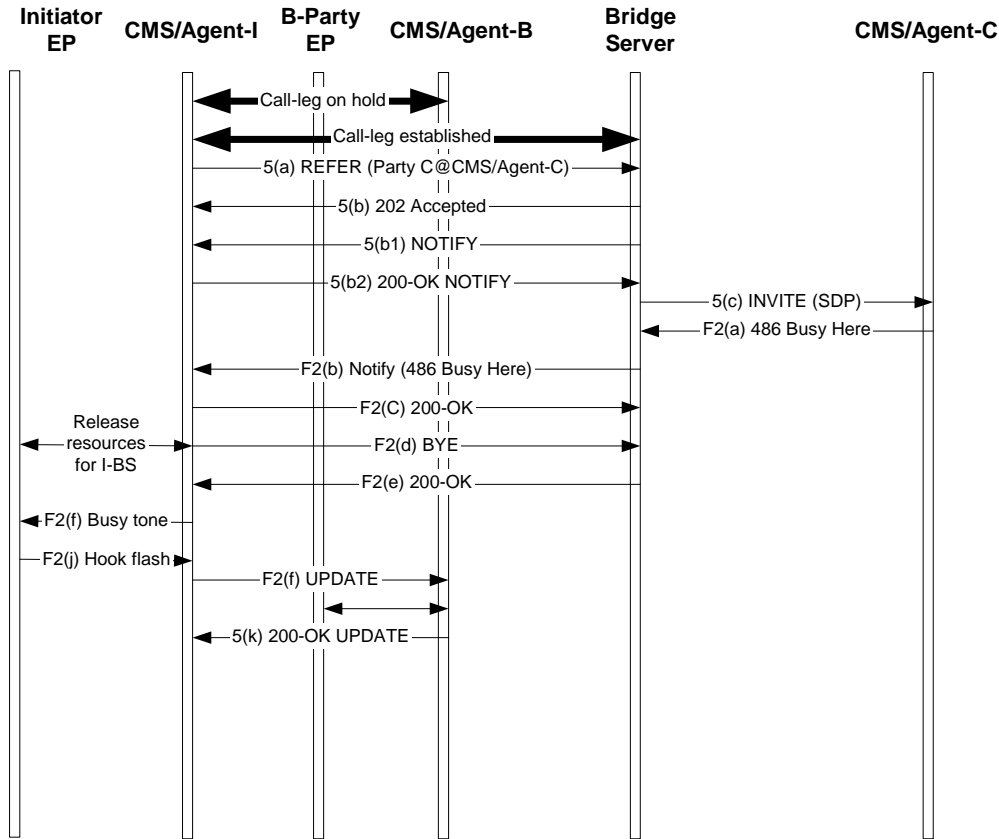 Initiator
EP
CMS/Agent-I
B-Party
EP
CMS/Agent-B
Bridge
Server
CMS/Agent-C
Call-leg on hold
Call-leg established
5(a) REFER (Party C@CMS/Agent-C)
5(b) 202 Accepted
5(b1) NOTIFY
5(b2) 200-OK NOTIFY
5(c) INVITE (SDP)
F2(a) 486 Busy Here
F2(b) Notify (486 Busy Here)
F2(C) 200-OK
Release
resources
for I-BS
F2(d) BYE
F2(e) 200-OK
F2(f) Busy tone
F2(j) Hook flash
F2(f) UPDATE
5(k) 200-OK UPDATE